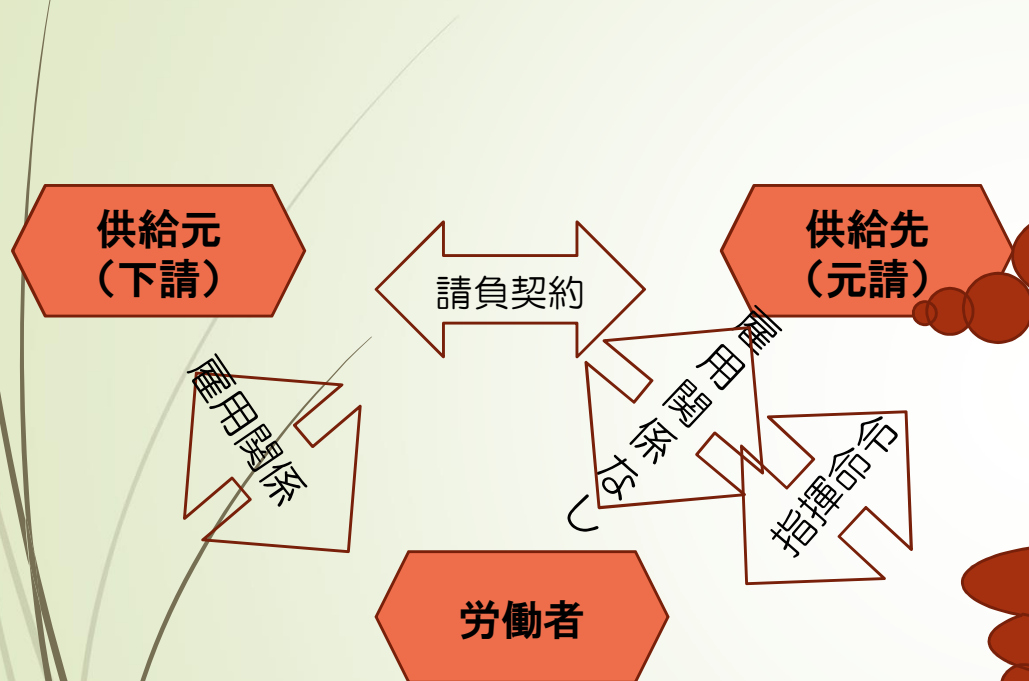 供給元
（下請）
請負契約
供給先
（元請）
雇用関係
雇用関係なし
指揮命令
労働者